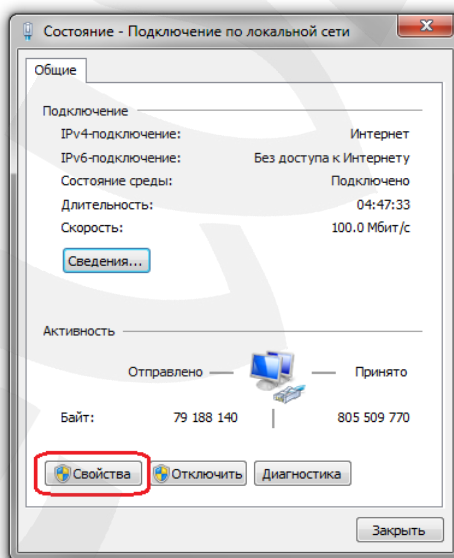 Состояние - Подключение по локальной сети
Общие
Подключение
IPv4-подключение: Интернет
IPv6-подключение: Без доступа к Интернету
Состояние среды: Подключено
Длительность: 04:47:33
Скорость: 100.0 Мбит/с
Сведения...
Активность
Отправлено — — Принято
Байт: 79 188 140 | 805 509 770
Свойства Отключить Диагностика
Закрыть